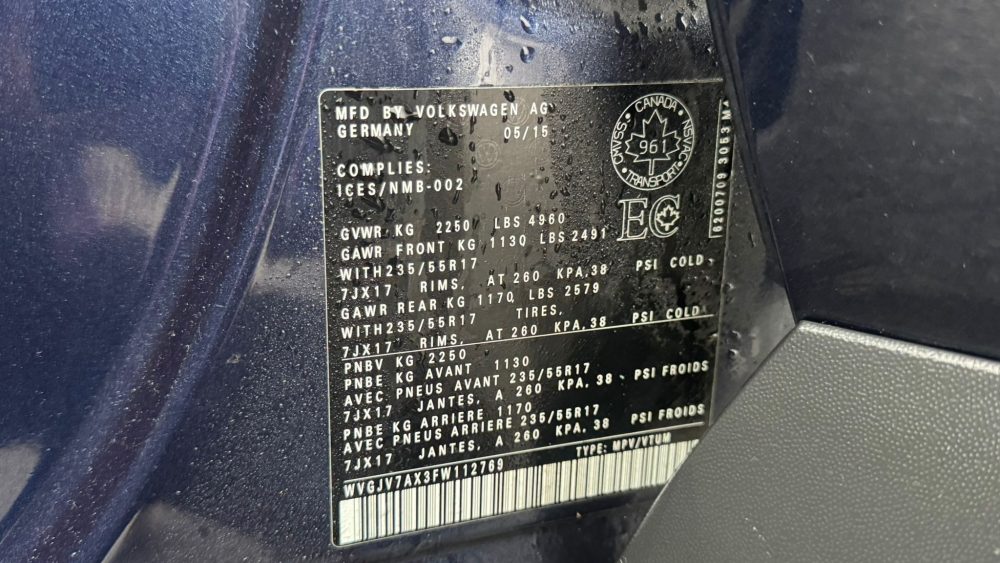 MFD BY VOLKSWAGEN AG
GERMANY 05/15
COMPLIES:
ICES/NMB-002
CANADA
CMVSS · NSVAC
961
TRANSPORT
EC
6200709 3053 M
GVWR KG 2250 LBS 4960
GAWR FRONT KG 1130 LBS 2491
WITH235/55R17
7JX17 RIMS, AT 260 KPA,38 PSI COLD
GAWR REAR KG 1170 LBS 2579
WITH235/55R17 TIRES,
7JX17 RIMS, AT 260 KPA,38 PSI COLD
PNBV KG 2250
PNBE KG AVANT 1130
AVEC PNEUS AVANT 235/55R17
7JX17 JANTES, A 260 KPA, 38 PSI FROIDS
PNBE KG ARRIERE 1170
AVEC PNEUS ARRIERE 235/55R17
7JX17 JANTES, A 260 KPA, 38 PSI FROIDS
TYPE: MPV/VTUM
WVGJV7AX3FW112769